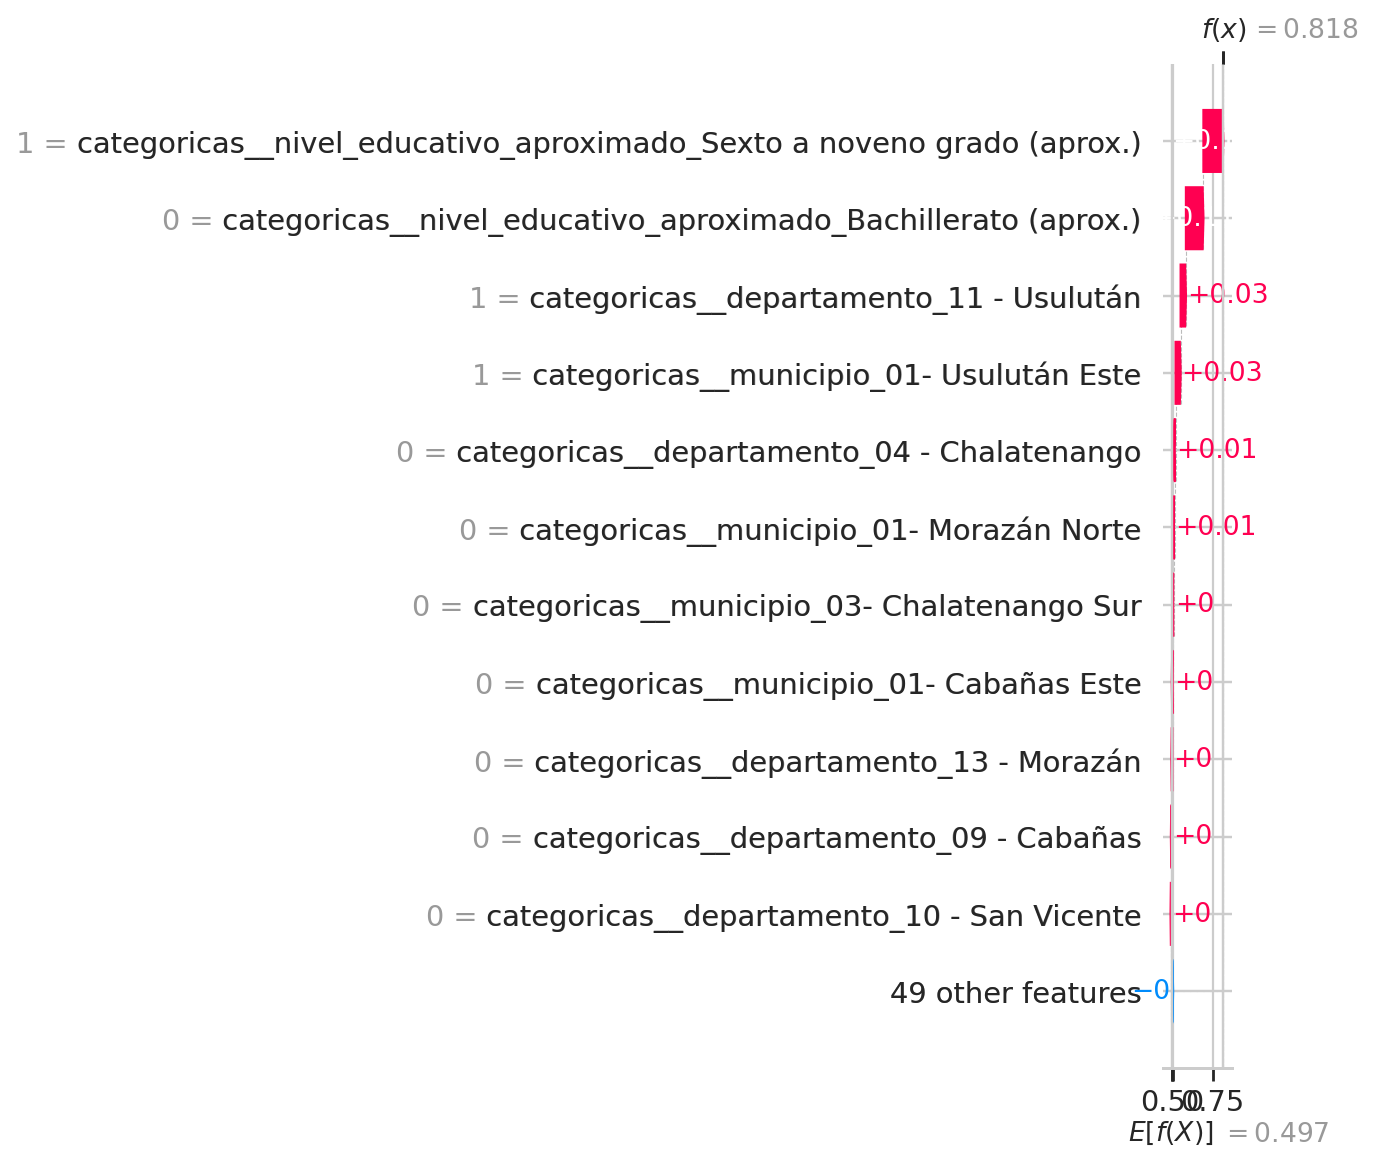 f(x) = 0.818
1 = categoricas__nivel_educativo_aproximado_Sexto a noveno grado (aprox.)
0 = categoricas__nivel_educativo_aproximado_Bachillerato (aprox.)
1 = categoricas__departamento_11 - Usulután +0.03
1 = categoricas__municipio_01- Usulután Este +0.03
0 = categoricas__departamento_04 - Chalatenango +0.01
0 = categoricas__municipio_01- Morazán Norte +0.01
0 = categoricas__municipio_03- Chalatenango Sur +0
0 = categoricas__municipio_01- Cabañas Este +0
0 = categoricas__departamento_13 - Morazán +0
0 = categoricas__departamento_09 - Cabañas +0
0 = categoricas__departamento_10 - San Vicente +0
49 other features −0
0.50 0.75
E[f(X)] = 0.497